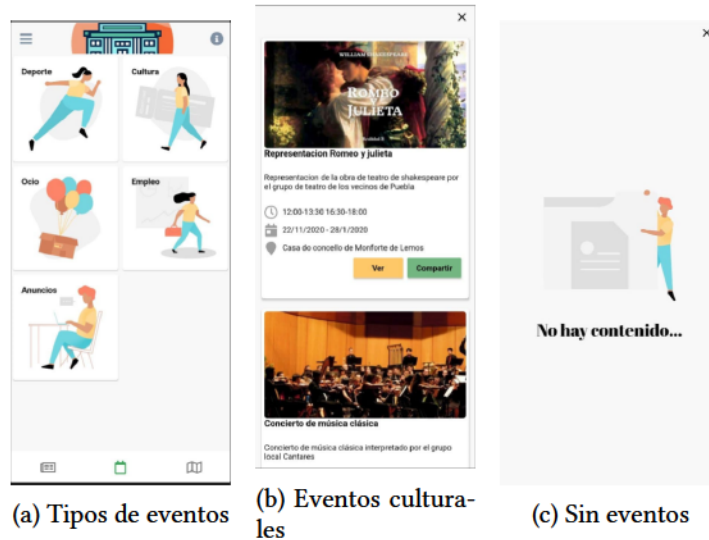 Deporte
Cultura
Ocio
Empleo
Anuncios
(a) Tipos de eventos
WILLIAM SHAKESPEARE
ROMEO
Y
JULIETA
Representacion Romeo y julieta
Representacion de la obra de teatro de shakespeare por
el grupo de teatro de los vecinos de Puebla
12:00-13:30 16:30-18:00
22/11/2020 - 28/1/2020
Casa do concello de Monforte de Lemos
Ver
Compartir
Concierto de música clásica
Concierto de música clásica interpretado por el grupo
local Cantares
(b) Eventos cultura-
les
No hay contenido...
(c) Sin eventos